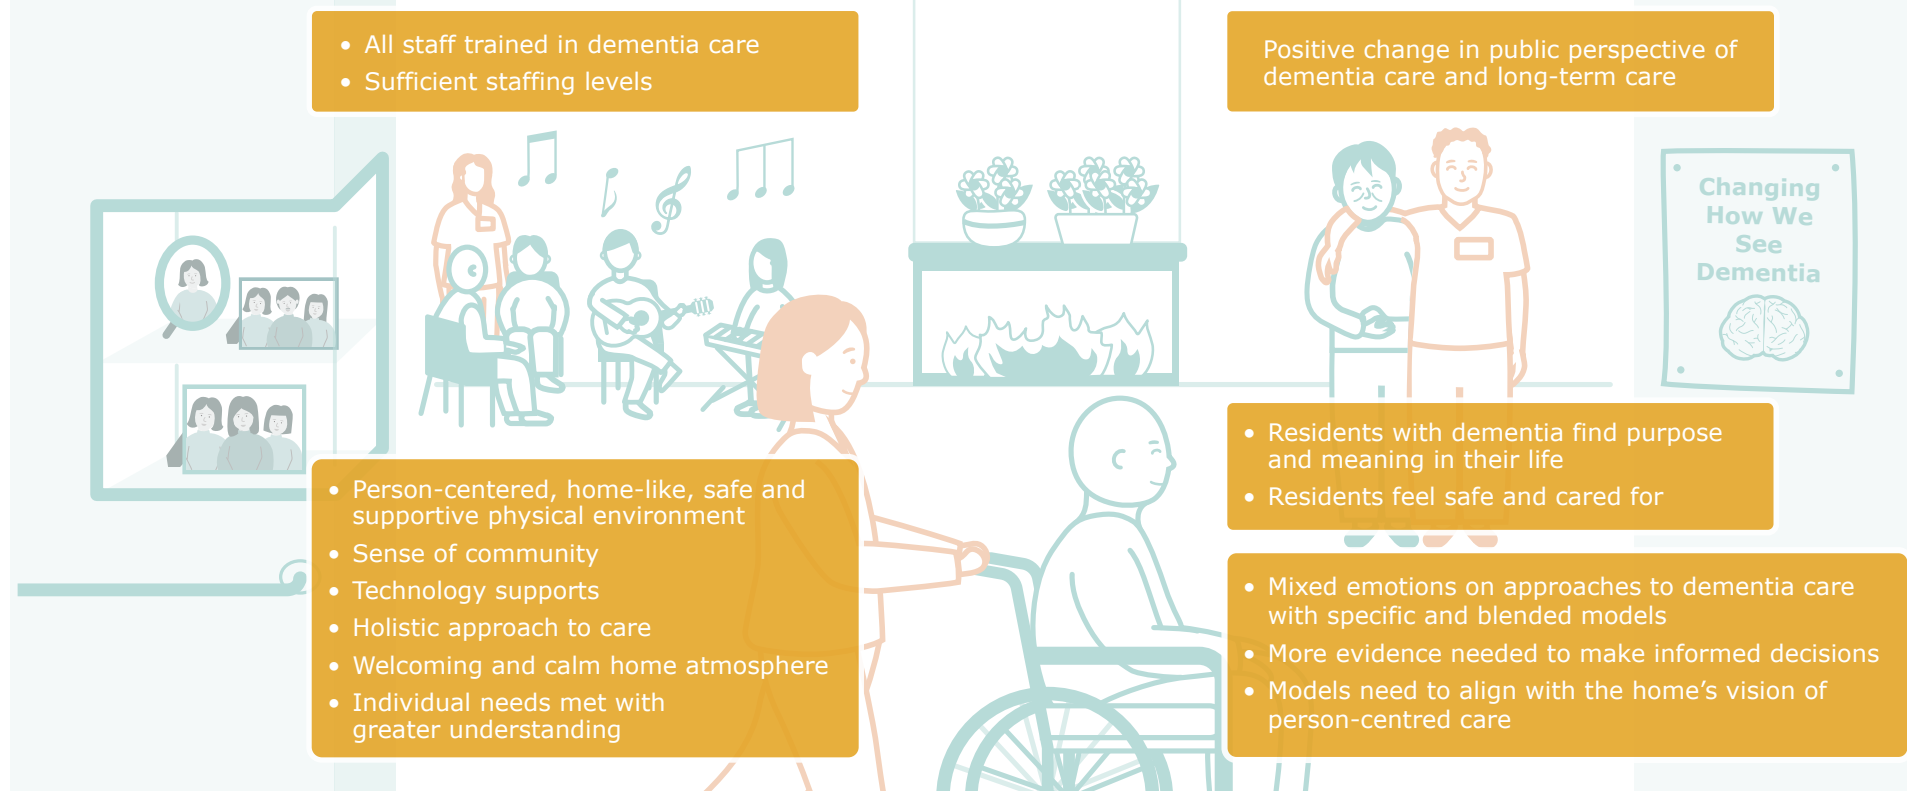 • All staff trained in dementia care
• Sufficient staffing levels
Positive change in public perspective of
dementia care and long-term care
Changing
How We
See
Dementia
• Person-centered, home-like, safe and
supportive physical environment
• Sense of community
• Technology supports
• Holistic approach to care
• Welcoming and calm home atmosphere
• Individual needs met with
greater understanding
• Residents with dementia find purpose
and meaning in their life
• Residents feel safe and cared for
• Mixed emotions on approaches to dementia care
with specific and blended models
• More evidence needed to make informed decisions
• Models need to align with the home’s vision of
person-centred care